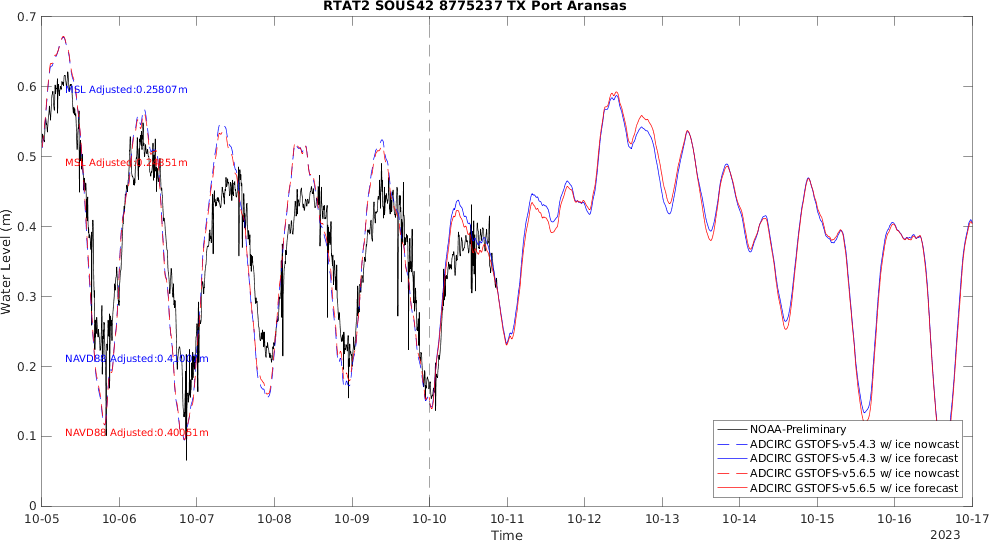 RTAT2 SOUS42 8775237 TX Port Aransas
0.7
0.6
0.5
0.4
0.3
0.2
0.1
0
Water Level (m)
MSL Adjusted:0.25807m
MSL Adjusted:
NAVD88 Adjusted:
NAVD88 Adjusted:0.40051m
NOAA-Preliminary
ADCIRC GSTOFS-v5.4.3 w/ ice nowcast
ADCIRC GSTOFS-v5.4.3 w/ ice forecast
ADCIRC GSTOFS-v5.6.5 w/ ice nowcast
ADCIRC GSTOFS-v5.6.5 w/ ice forecast
10-05 10-06 10-07 10-08 10-09 10-10 10-11 10-12 10-13 10-14 10-15 10-16 10-17
Time
2023